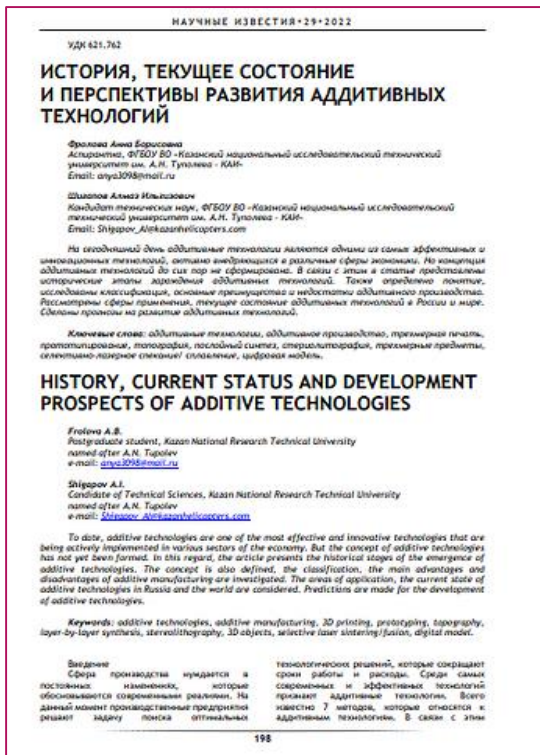 НАУЧНЫЕ ИЗВЕСТИЯ•29•2022
УДК 621.762
ИСТОРИЯ, ТЕКУЩЕЕ СОСТОЯНИЕ
И ПЕРСПЕКТИВЫ РАЗВИТИЯ АДДИТИВНЫХ
ТЕХНОЛОГИЙ
Фролова Анна Борисовна
Аспирантка, ФГБОУ ВО «Казанский национальный исследовательский технический
университет им. А.Н. Туполева - КАИ»
Email: anya3098@mail.ru
Шигапов Алмаз Ильгизович
Кандидат технических наук, ФГБОУ ВО «Казанский национальный исследовательский
технический университет им. А.Н. Туполева - КАИ»
Email: Shigapov_AI@kazanhelicopters.com
На сегодняшний день аддитивные технологии являются одними из самых эффективных и
инновационных технологий, активно внедряющихся в различные сферы экономики. Но концепция
аддитивных технологий до сих пор не сформирована. В связи с этим в статье представлены
исторические этапы зарождения аддитивных технологий. Также определено понятие,
исследованы классификация, основные преимущества и недостатки аддитивного производства.
Рассмотрены сферы применения, текущее состояние аддитивных технологий в России и мире.
Сделаны прогнозы на развитие аддитивных технологий.
Ключевые слова: аддитивные технологии, аддитивное производство, трехмерная печать,
прототипирование, топография, послойный синтез, стереолитография, трехмерные предметы,
селективно-лазерное спекание/ сплавление, цифровая модель.
HISTORY, CURRENT STATUS AND DEVELOPMENT
PROSPECTS OF ADDITIVE TECHNOLOGIES
Frolova A.B.
Postgraduate student, Kazan National Research Technical University
named after A.N. Tupolev
e-mail: anya3098@mail.ru
Shigapov A.I.
Candidate of Technical Sciences, Kazan National Research Technical University
named after A.N. Tupolev
e-mail: Shigapov_AI@kazanhelicopters.com
To date, additive technologies are one of the most effective and innovative technologies that are
being actively implemented in various sectors of the economy. But the concept of additive technologies
has not yet been formed. In this regard, the article presents the historical stages of the emergence of
additive technologies. The concept is also defined, the classification, the main advantages and
disadvantages of additive manufacturing are investigated. The areas of application, the current state of
additive technologies in Russia and the world are considered. Predictions are made for the development
of additive technologies.
Keywords: additive technologies, additive manufacturing, 3D printing, prototyping, topography,
layer-by-layer synthesis, stereolithography, 3D objects, selective laser sintering/fusion, digital model.
Введение
Сфера производства нуждается в
постоянных изменениях, которые
обосновываются современными реалиями. На
данный момент производственные предприятия
решают задачу поиска оптимальных
технологических решений, которые сокращают
сроки работы и расходы. Среди самых
современных и эффективных технологий
признают аддитивные технологии. Всего
известно 7 методов, которые относятся к
аддитивным технологиям. В связи с этим
198